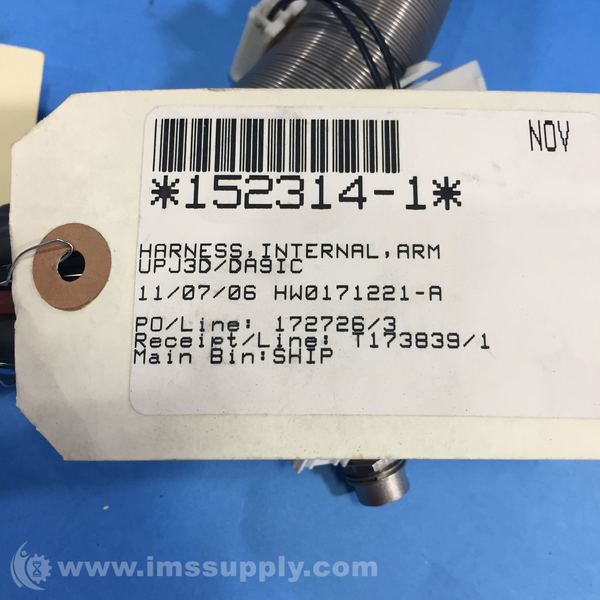 NOV
*152314-1*
HARNESS,INTERNAL,ARM
UPJ3D/DA9IC
11/07/06 HW0171221-A
PO/Line: 172726/3
Receipt/Line: T173839/1
Main Bin:SHIP
www.imssupply.com